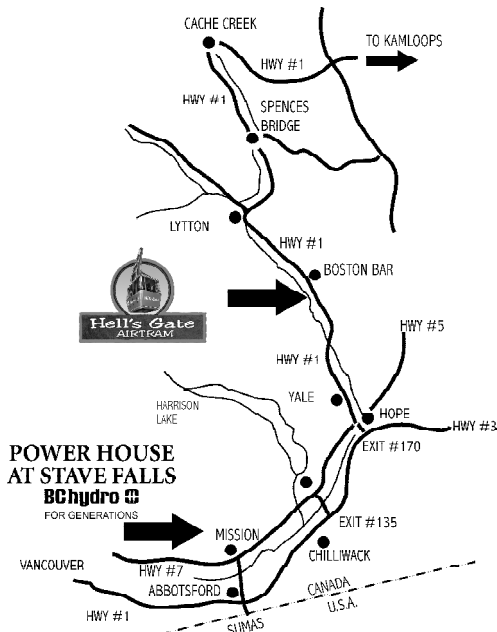 CACHE CREEK
TO KAMLOOPS
HWY #1
HWY #1
SPENCES
BRIDGE
LYTTON
HWY #1
BOSTON BAR
Hell's Gate
AIRTRAM
HWY #5
HWY #1
YALE
HARRISON
LAKE
HOPE
HWY #3
EXIT #170
POWER HOUSE
AT STAVE FALLS
BC hydro
FOR GENERATIONS
EXIT #135
MISSION
CHILLIWACK
VANCOUVER
HWY #7
ABBOTSFORD
CANADA
U.S.A.
HWY #1
SUMAS